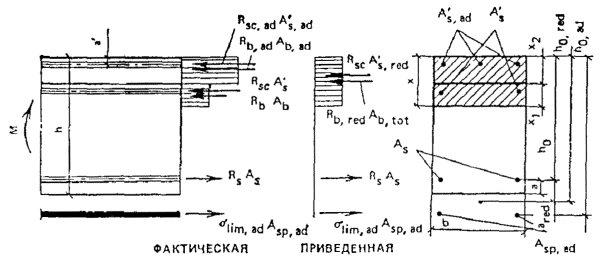 R_sc, ad A'_s, ad
R_b, ad A_b, ad
a'
R_sc A'_s
R_b A_b
M
h
R_s A_s
σ_lim, ad A_sp, ad
ФАКТИЧЕСКАЯ
R_sc A'_s, red
R_b, red A_b, tot
R_s A_s
σ_lim, ad A_sp, ad
ПРИВЕДЕННАЯ
A'_s, ad
A'_s
x
x_2
x_1
h_0
h_0, red
h_0, ad
A_s
a
a_red
b
A_sp, ad